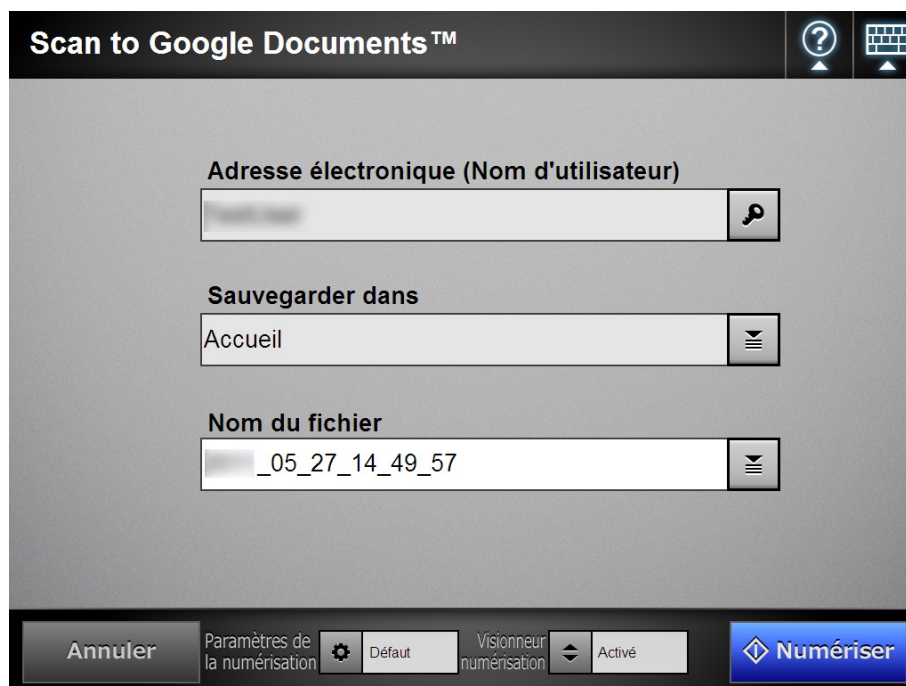 Scan to Google Documents™
Adresse électronique (Nom d'utilisateur)
Sauvegarder dans
Accueil
Nom du fichier
_05_27_14_49_57
Annuler
Paramètres de
la numérisation
Défaut
Visionneur
numérisation
Activé
Numériser